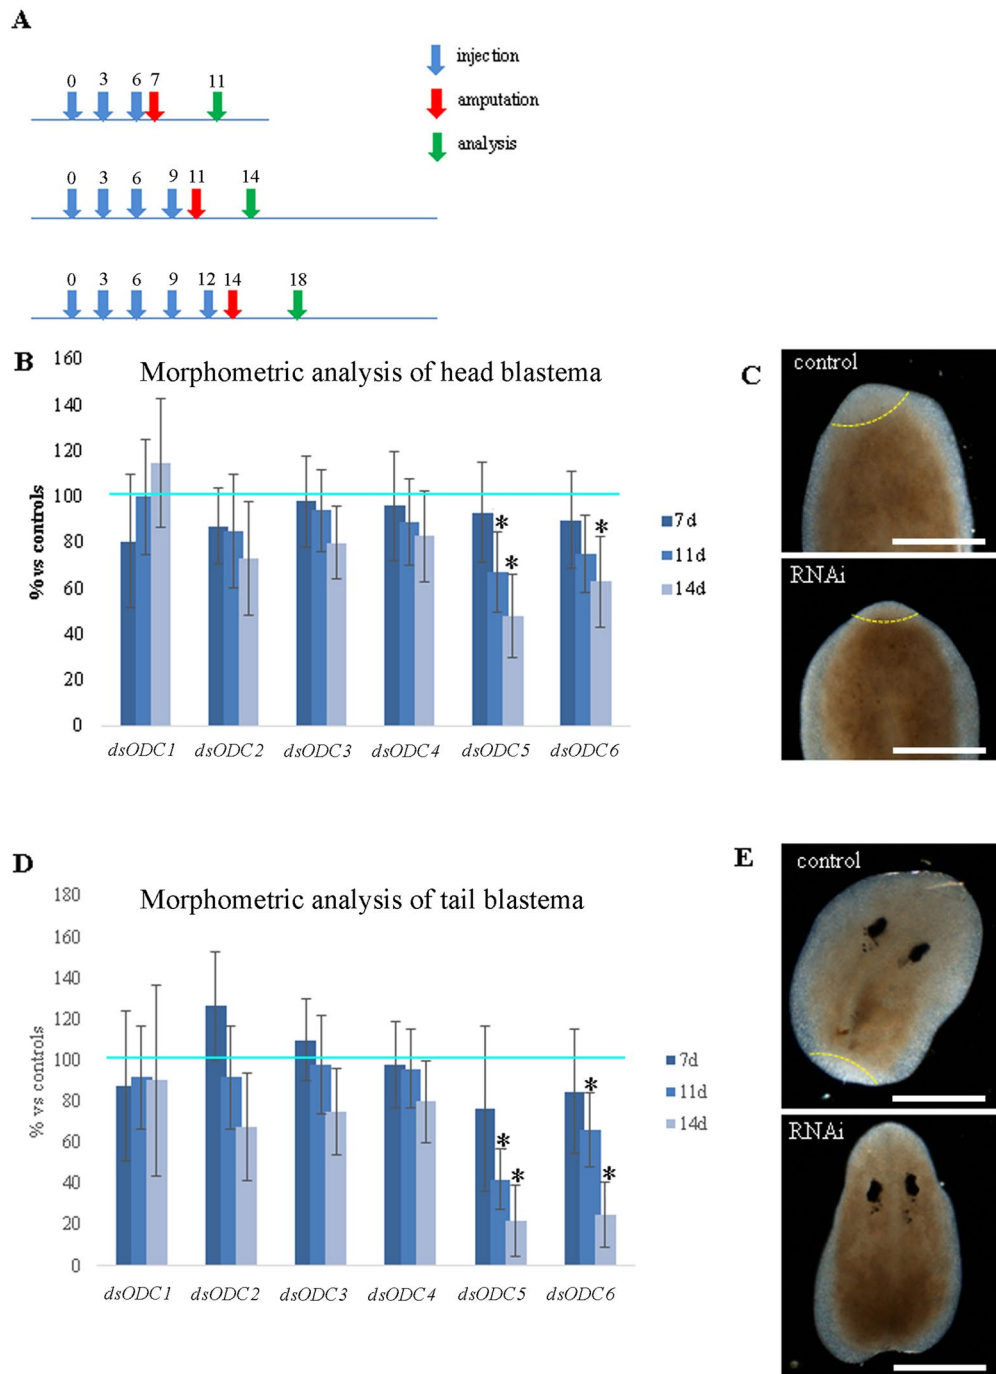 A
0 3 6 7 11
injection
amputation
analysis
0 3 6 9 11 14
0 3 6 9 12 14 18
B
Morphometric analysis of head blastema
% vs controls
160
140
120
100
80
60
40
20
0
* * *
dsODC1 dsODC2 dsODC3 dsODC4 dsODC5 dsODC6
7d
11d
14d
C
control
RNAi
D
Morphometric analysis of tail blastema
% vs controls
180
160
140
120
100
80
60
40
20
0
* * * *
dsODC1 dsODC2 dsODC3 dsODC4 dsODC5 dsODC6
7d
11d
14d
E
control
RNAi